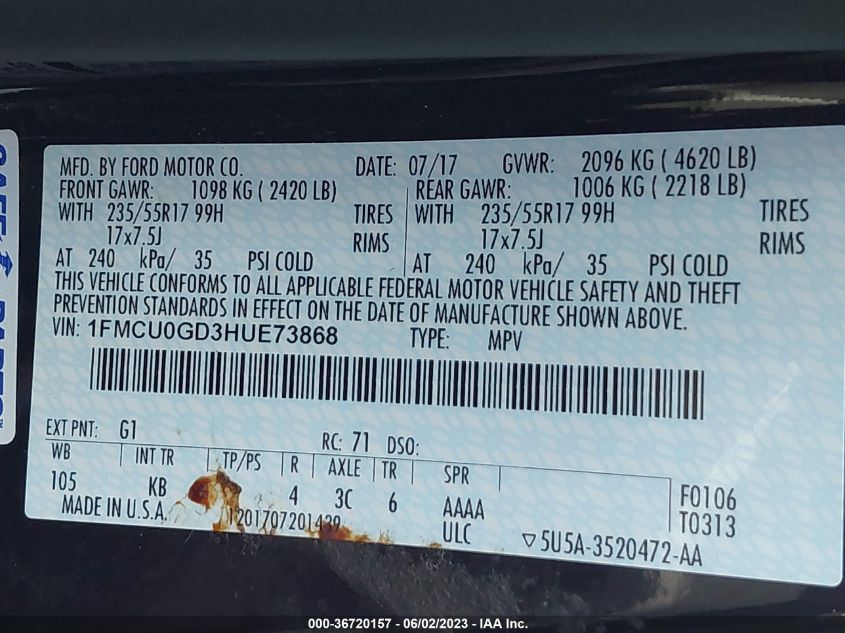 MFD. BY FORD MOTOR CO. DATE: 07/17 GVWR: 2096 KG ( 4620 LB)
FRONT GAWR: 1098 KG ( 2420 LB) REAR GAWR: 1006 KG ( 2218 LB)
WITH 235/55R17 99H TIRES WITH 235/55R17 99H TIRES
17x7.5J RIMS 17x7.5J RIMS
AT 240 kPa/ 35 PSI COLD AT 240 kPa/ 35 PSI COLD
THIS VEHICLE CONFORMS TO ALL APPLICABLE FEDERAL MOTOR VEHICLE SAFETY AND THEFT
PREVENTION STANDARDS IN EFFECT ON THE DATE OF MANUFACTURE SHOWN ABOVE.
VIN: 1FMCU0GD3HUE73868 TYPE: MPV
EXT PNT: G1 RC: 71 DSO:
WB INT TR TP/PS R AXLE TR SPR
105 KB 4 3C 6 AAAA F0106
MADE IN U.S.A. 1201707201439 ULC T0313
▽5U5A-3520472-AA
000-36720157 - 06/02/2023 - IAA Inc.